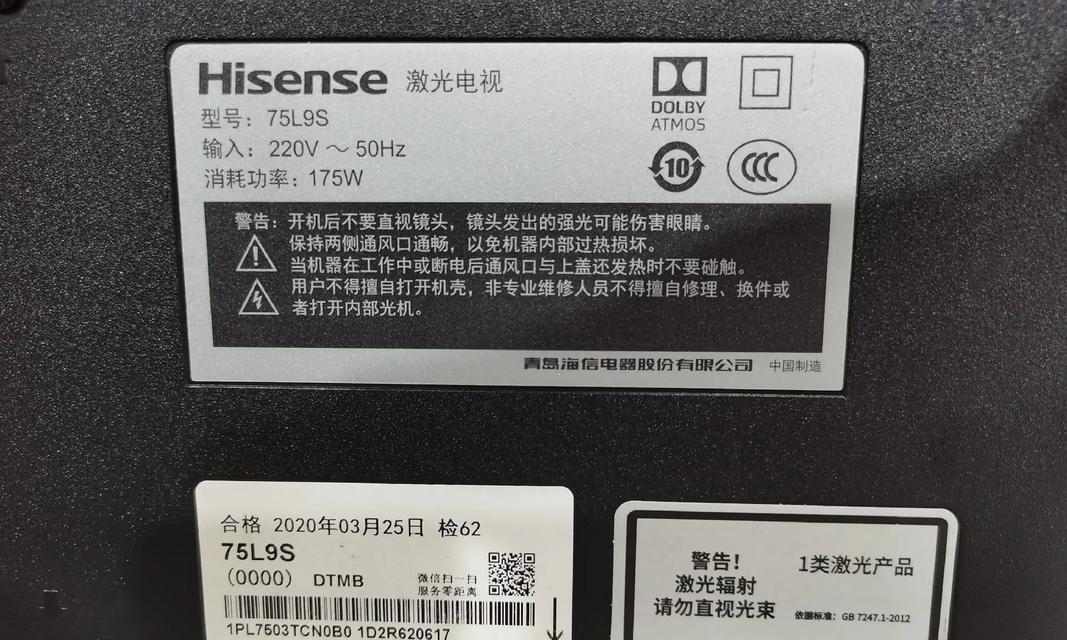 Hisense 激光电视
型号：75L9S
输入：220V ～ 50Hz
消耗功率：175W
DOLBY
ATMOS
10
CCC
警告：开机后不要直视镜头，镜头发出的强光可能伤害眼睛。
保持两侧通风口通畅，以免机器内部过热损坏。
当机器在工作中或断电后通风口与上盖还发热时不要碰触。
用户不得擅自打开机壳，非专业维修人员不得擅自修理、换件或
者打开内部光机。
青岛海信电器股份有限公司 中国制造
合格 2020年03月25日 检62
75L9S
（0000） DTMB
微信扫一扫
服务零距离
1PL7503TCN0B0 1D2R620617
警告！
激光辐射
请勿直视光束
1类激光产品
依据标准：GB 7247.1-2012